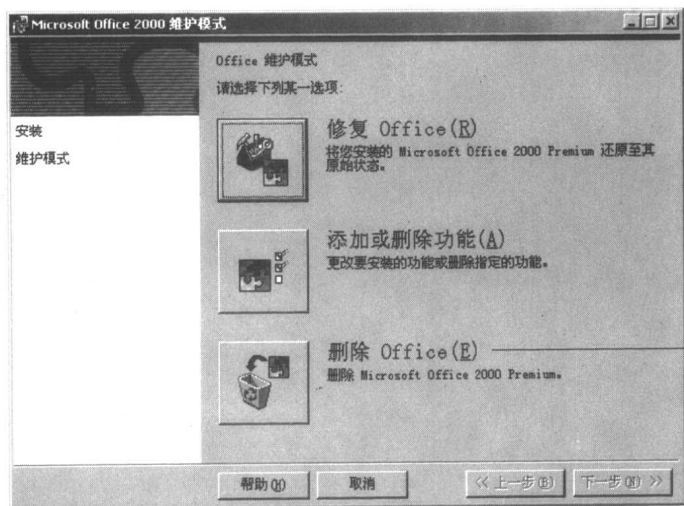 Microsoft Office 2000 维护模式
Office 维护模式
请选择下列某一选项:
安装
维护模式
修复 Office(R)
将您安装的 Microsoft Office 2000 Premium 还原至其
原始状态。
添加或删除功能(A)
更改要安装的功能或删除指定的功能。
删除 Office(E)
删除 Microsoft Office 2000 Premium。
帮助(H)
取消
<< 上一步(B)
下一步(N) >>